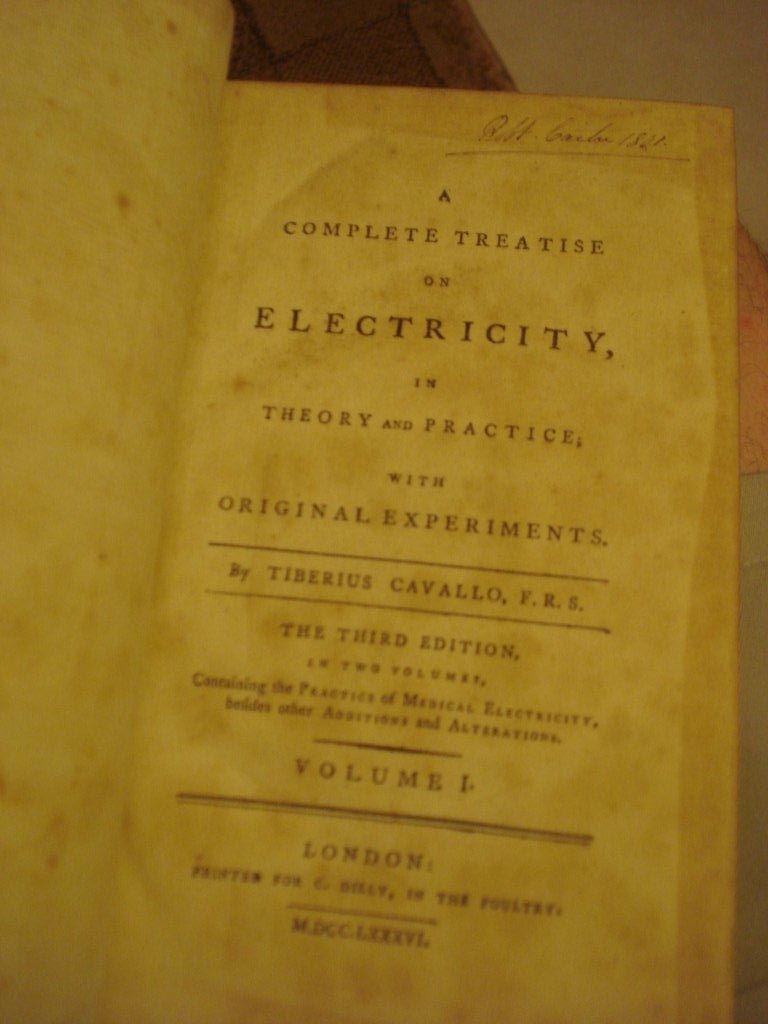 1821.
A
COMPLETE TREATISE
ON
ELECTRICITY,
IN
THEORY AND PRACTICE;
WITH
ORIGINAL EXPERIMENTS.
By TIBERIUS CAVALLO, F. R. S.
THE THIRD EDITION,
IN TWO VOLUMES,
Containing the PRACTICE of MEDICAL ELECTRICITY,
besides other ADDITIONS and ALTERATIONS.
VOLUME I.
LONDON:
PRINTED FOR C. DILLY, IN THE POULTRY:
M.DCC.LXXXVI.